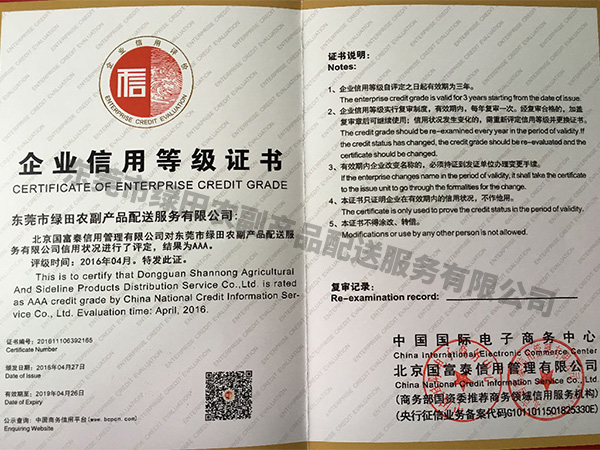 企业信用评价
信
ENTERPRISE CREDIT EVALUATION
企业信用等级证书
CERTIFICATE OF ENTERPRISE CREDIT GRADE
东莞市绿田农副产品配送服务有限公司:
北京国富泰信用管理有限公司对东莞市绿田农副产品配送服
务有限公司信用状况进行了评定,结果为AAA。
评级时间:2016年04月。特发此证。
This is to certify that Dongguan Shannong Agricultural
And Sideline Products Distribution Service Co.,Ltd. is rated
as AAA credit grade by China National Credit Information Ser-
vice Co., Ltd. Evaluation time: April, 2016.
证书编号:201611106392165
Certificate Number
颁发日期:2016年04月27日
Date of Issue
有效期至:2019年04月26日
Date of Expiry
公示查询:中国商务信用平台(www.bcpcn.com)
Enquiring Website
证书说明:
Notes:
1、企业信用等级自评定之日起有效期为三年。
The enterprise credit grade is valid for 3 years starting from the date of issue.
2、企业信用等级实行复审制度,有效期内,每年复审一次。经复审合格的,加盖
复审章后可继续使用;信用状况发生变化的,需重新评定信用等级并更换证书。
The credit grade should be re-examined every year in the period of validity. If
the credit status has changed, the credit grade should be re-evaluated and the
certificate should be changed.
3、有效期内企业改变名称的,必须持证到发证单位办理变更手续。
If the enterprise changes name in the period of validity, it shall take the certificate
to the issue unit to go through the formalities for the change.
4、本证书只证明企业在有效期内的信用状况,不作他用。
The certificate is only used to prove the credit status in the period of validity.
5、本证书不得涂改、转借。
Modifications or use by any other person is not allowed.
复审记录:
Re-examination record:
中国国际电子商务中心
China International Electronic Commerce Center
北京国富泰信用管理有限公司
China National Credit Information Service Co., Ltd.
(商务部国资委推荐商务领域信用服务机构)
(央行征信业务备案代码G1011011501825330E)
东莞市绿田农副产品配送服务有限公司